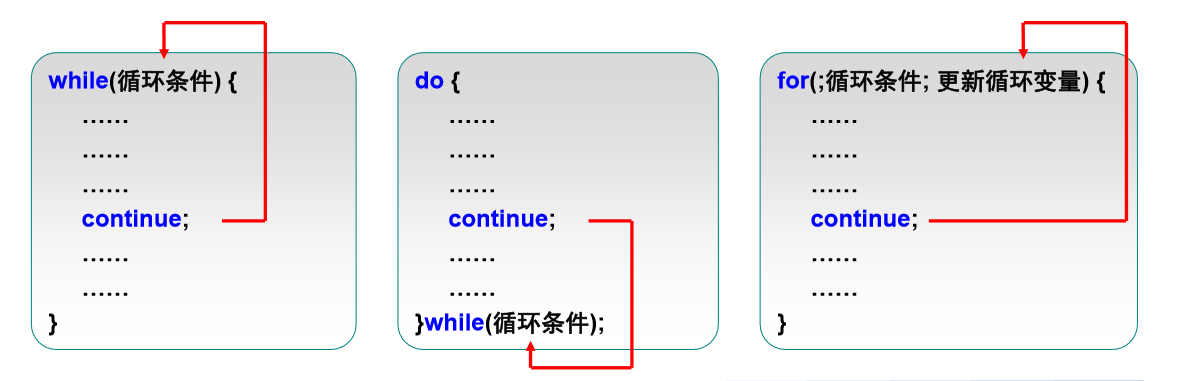 while(循环条件) {
……
……
……
continue;
……
……
}
do {
……
……
……
continue;
……
……
}while(循环条件);
for(;循环条件; 更新循环变量) {
……
……
……
continue;
……
……
}